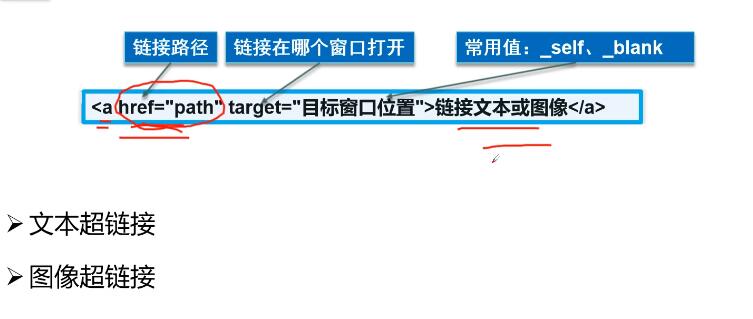 链接路径
链接在哪个窗口打开
常用值：_self、_blank
<a href="path" target="目标窗口位置">链接文本或图像</a>
文本超链接
图像超链接